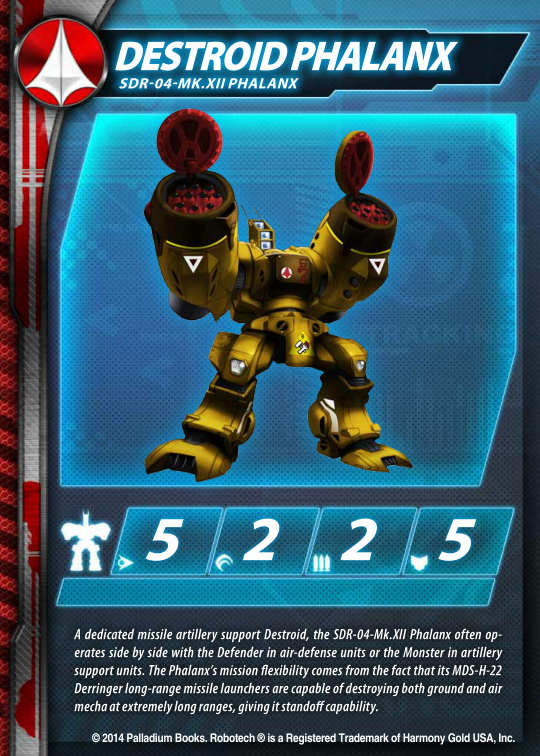 DESTROID PHALANX
SDR-04-MK.XII PHALANX
5 2 2 5
A dedicated missile artillery support Destroid, the SDR-04-Mk.XII Phalanx often op-
erates side by side with the Defender in air-defense units or the Monster in artillery
support units. The Phalanx's mission flexibility comes from the fact that its MDS-H-22
Derringer long-range missile launchers are capable of destroying both ground and air
mecha at extremely long ranges, giving it standoff capability.
© 2014 Palladium Books. Robotech ® is a Registered Trademark of Harmony Gold USA, Inc.